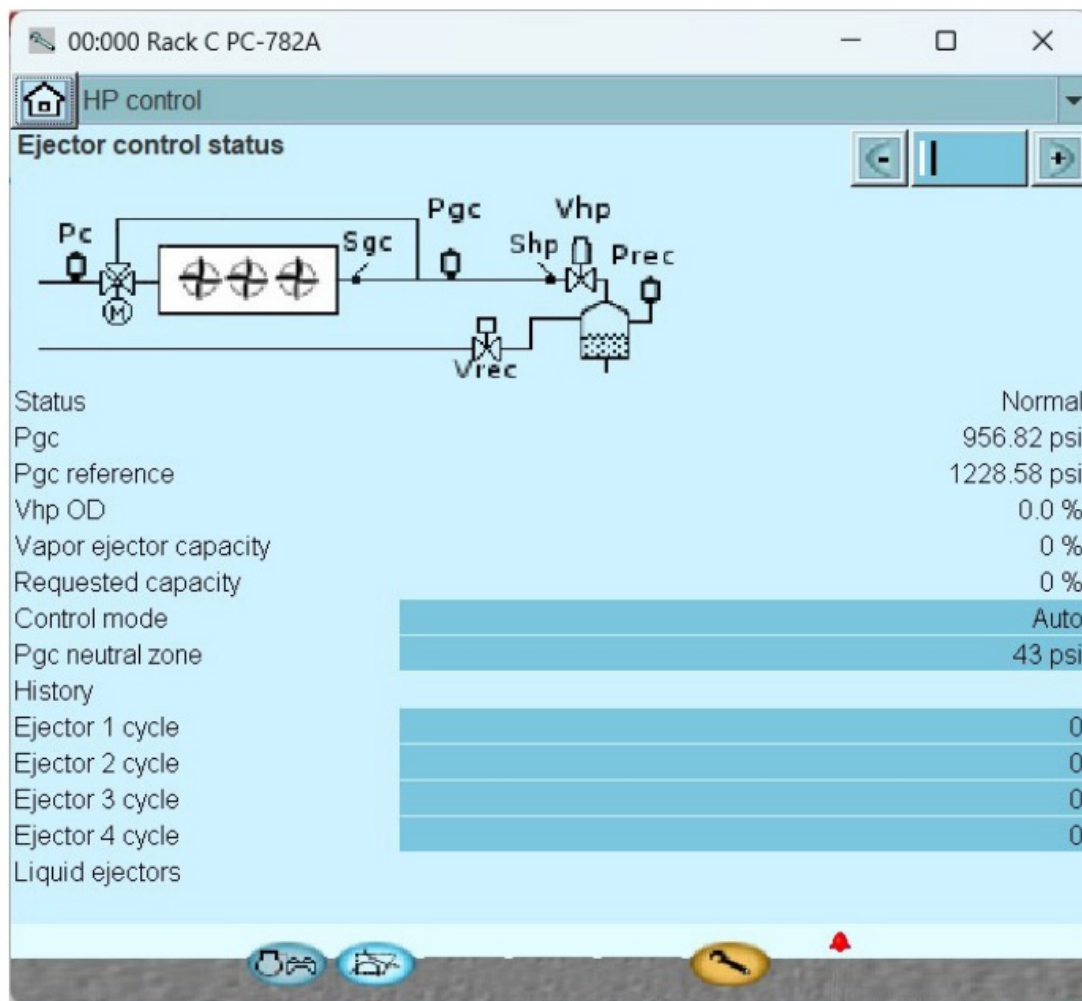 00:000 Rack C PC-782A
HP control
Ejector control status
- +
Pc Sgc Pgc Shp Vhp Prec
M
Vrec
Status Normal
Pgc 956.82 psi
Pgc reference 1228.58 psi
Vhp OD 0.0 %
Vapor ejector capacity 0 %
Requested capacity 0 %
Control mode Auto
Pgc neutral zone 43 psi
History
Ejector 1 cycle 0
Ejector 2 cycle 0
Ejector 3 cycle 0
Ejector 4 cycle 0
Liquid ejectors